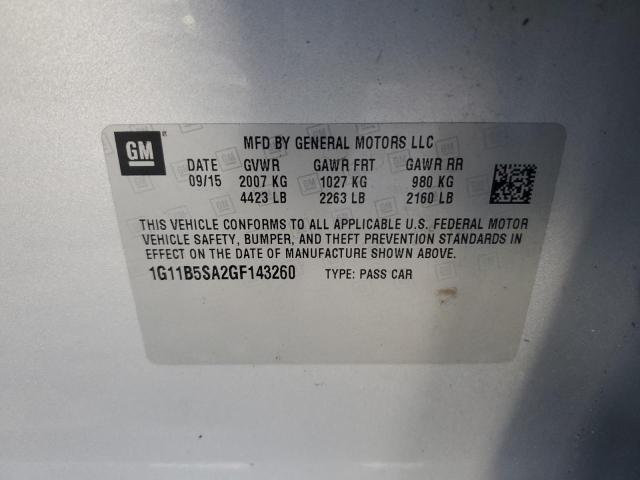 GM
MFD BY GENERAL MOTORS LLC
DATE GVWR GAWR FRT GAWR RR
09/15 2007 KG 1027 KG 980 KG
4423 LB 2263 LB 2160 LB
THIS VEHICLE CONFORMS TO ALL APPLICABLE U.S. FEDERAL MOTOR
VEHICLE SAFETY, BUMPER, AND THEFT PREVENTION STANDARDS IN
EFFECT ON THE DATE OF MANUFACTURE SHOWN ABOVE.
1G11B5SA2GF143260 TYPE: PASS CAR